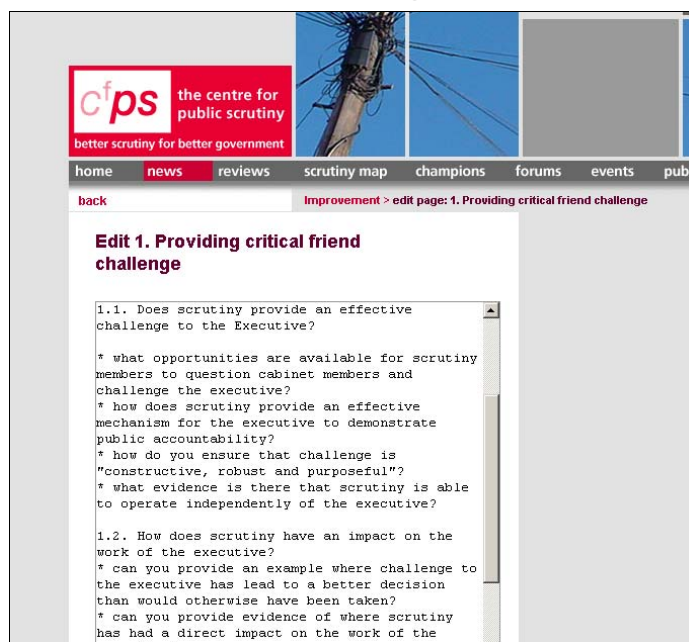 cfps
the centre for
public scrutiny
better scrutiny for better government
home news reviews scrutiny map champions forums events pub
back
Improvement > edit page: 1. Providing critical friend challenge
Edit 1. Providing critical friend
challenge
1.1. Does scrutiny provide an effective
challenge to the Executive?
* what opportunities are available for scrutiny
members to question cabinet members and
challenge the executive?
* how does scrutiny provide an effective
mechanism for the executive to demonstrate
public accountability?
* how do you ensure that challenge is
"constructive, robust and purposeful"?
* what evidence is there that scrutiny is able
to operate independently of the executive?
1.2. How does scrutiny have an impact on the
work of the executive?
* can you provide an example where challenge to
the executive has lead to a better decision
than would otherwise have been taken?
* can you provide evidence of where scrutiny
has had a direct impact on the work of the